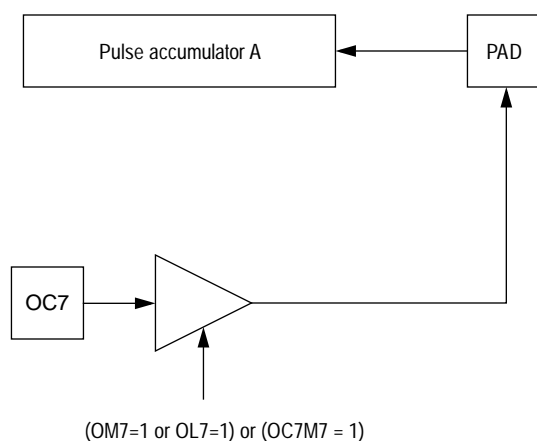 Pulse accumulator A
PAD
OC7
(OM7=1 or OL7=1) or (OC7M7 = 1)